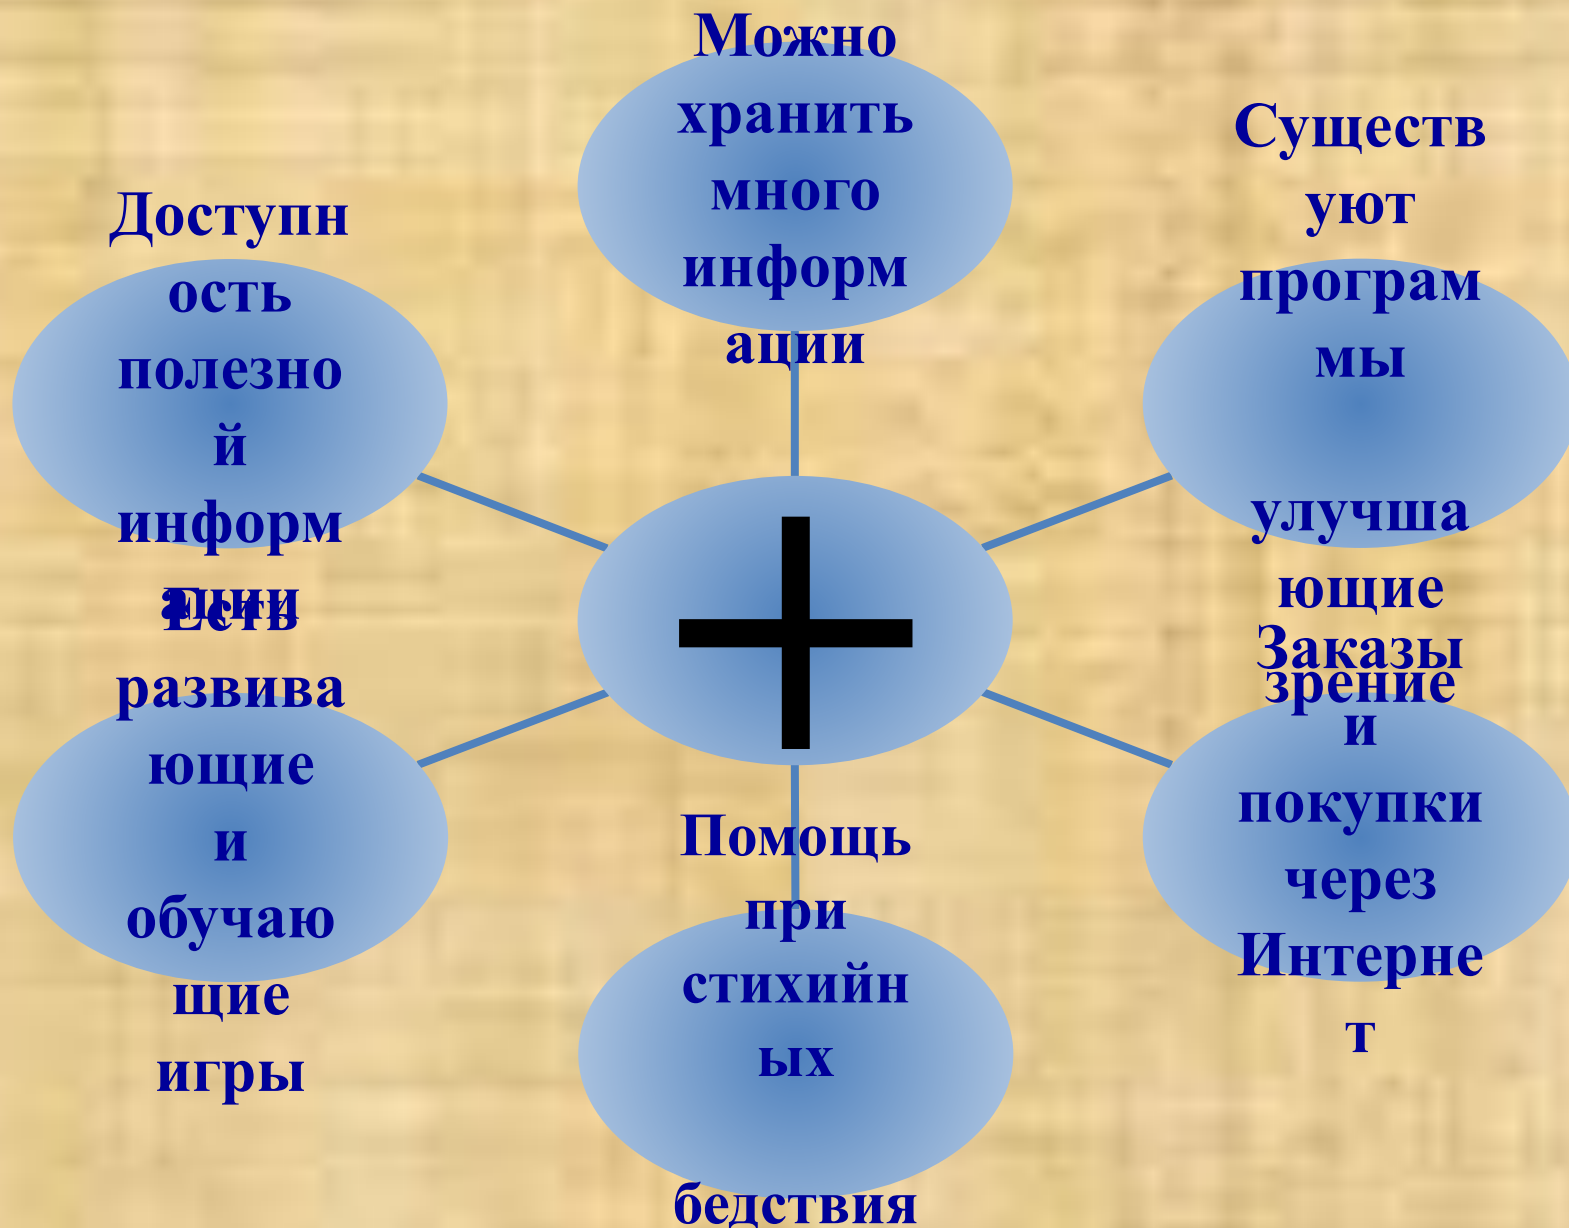 Можно
хранить
много
информ
ации
Существ
уют
програм
мы
улучша
ющие
зрение
Доступн
ость
полезно
й
информ
ации
+
Есть
развива
ющие
и
обучаю
щие
игры
Заказы
и
покупки
через
Интерне
т
Помощь
при
стихийн
ых
бедствия